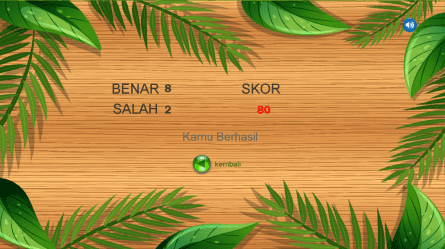 BENAR 8 SKOR
SALAH 2 80
Kamu Berhasil
kembali